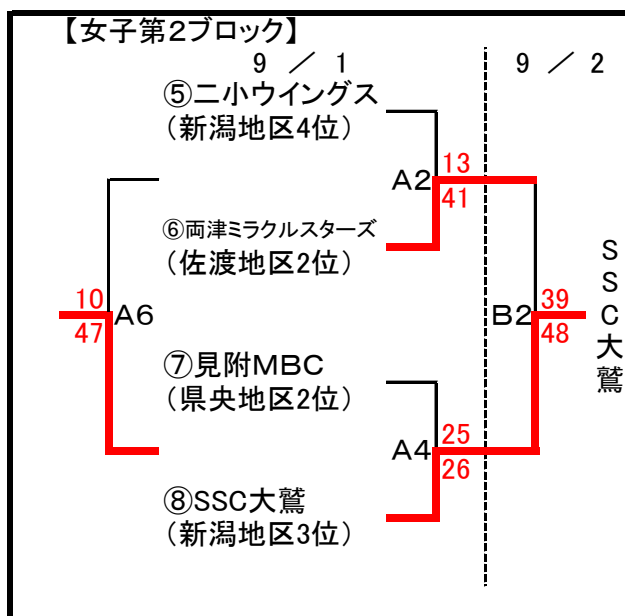 【女子第2ブロック】
9 ／ 1
9 ／ 2
⑤二小ウイングス
(新潟地区4位)
A2
13
41
⑥両津ミラクルスターズ
(佐渡地区2位)
10
47
A6
B2
39
48
SSC大鷲
⑦見附MBC
(県央地区2位)
A4
25
26
⑧SSC大鷲
(新潟地区3位)